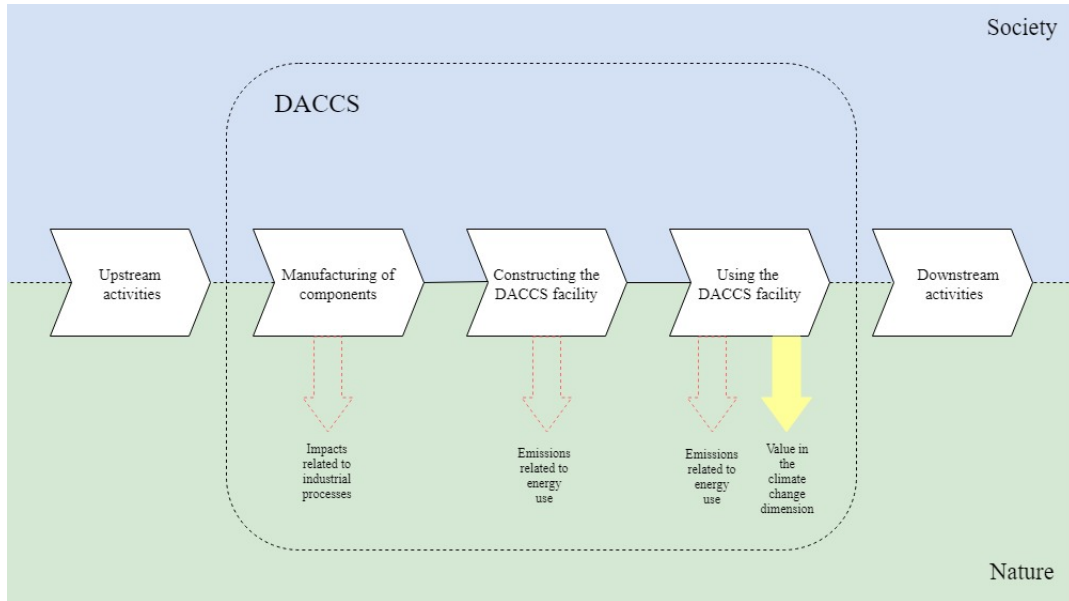 Society
DACCS
Upstream
activities
Manufacturing of
components
Constructing the
DACCS facility
Using the
DACCS facility
Downstream
activities
Impacts
related to
industrial
processes
Emissions
related to
energy
use
Emissions
related to
energy
use
Value in
the
climate
change
dimension
Nature